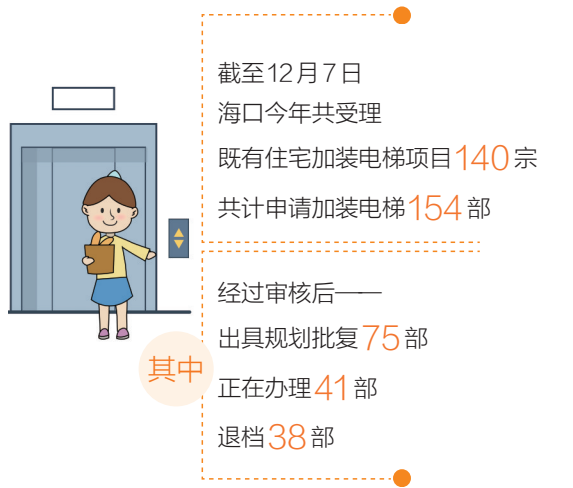 截至12月7日
海口今年共受理
既有住宅加装电梯项目140宗
共计申请加装电梯154部
经过审核后——
其中
出具规划批复75部
正在办理41部
退档38部